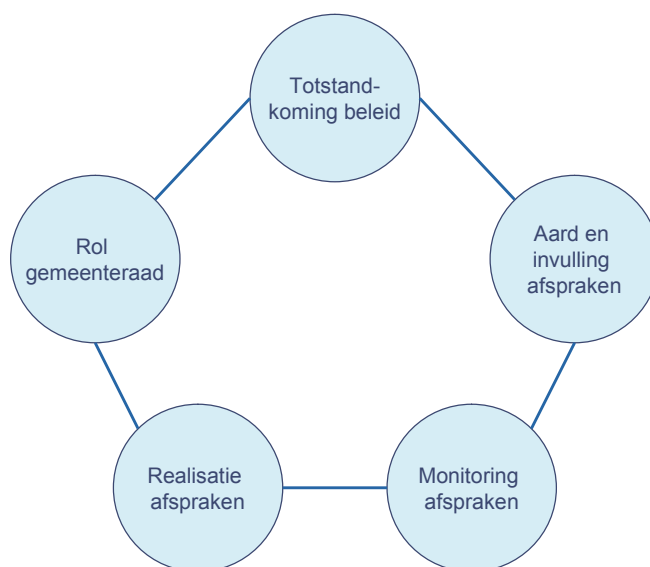 Totstand-
koming beleid
Rol
gemeenteraad
Aard en
invulling
afspraken
Realisatie
afspraken
Monitoring
afspraken